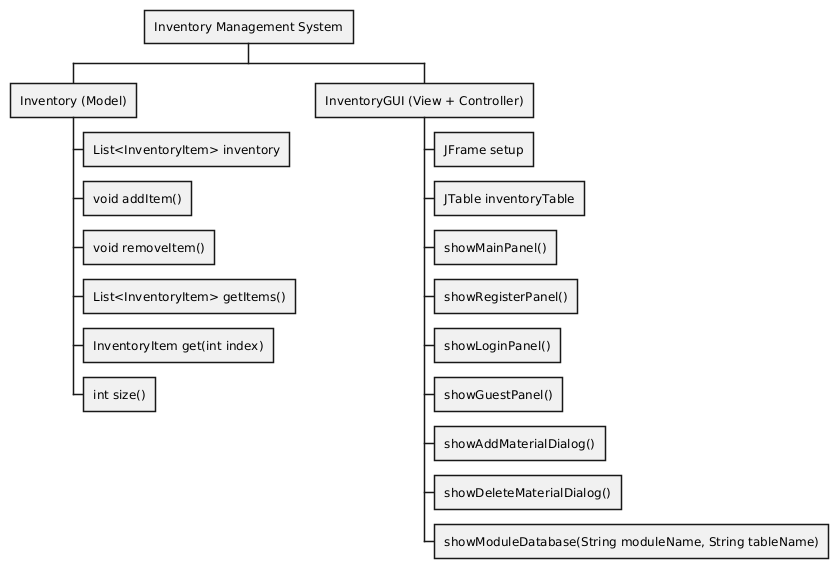 Inventory Management System
Inventory (Model)
List<InventoryItem> inventory
void addItem()
void removeItem()
List<InventoryItem> getItems()
InventoryItem get(int index)
int size()
InventoryGUI (View + Controller)
JFrame setup
JTable inventoryTable
showMainPanel()
showRegisterPanel()
showLoginPanel()
showGuestPanel()
showAddMaterialDialog()
showDeleteMaterialDialog()
showModuleDatabase(String moduleName, String tableName)